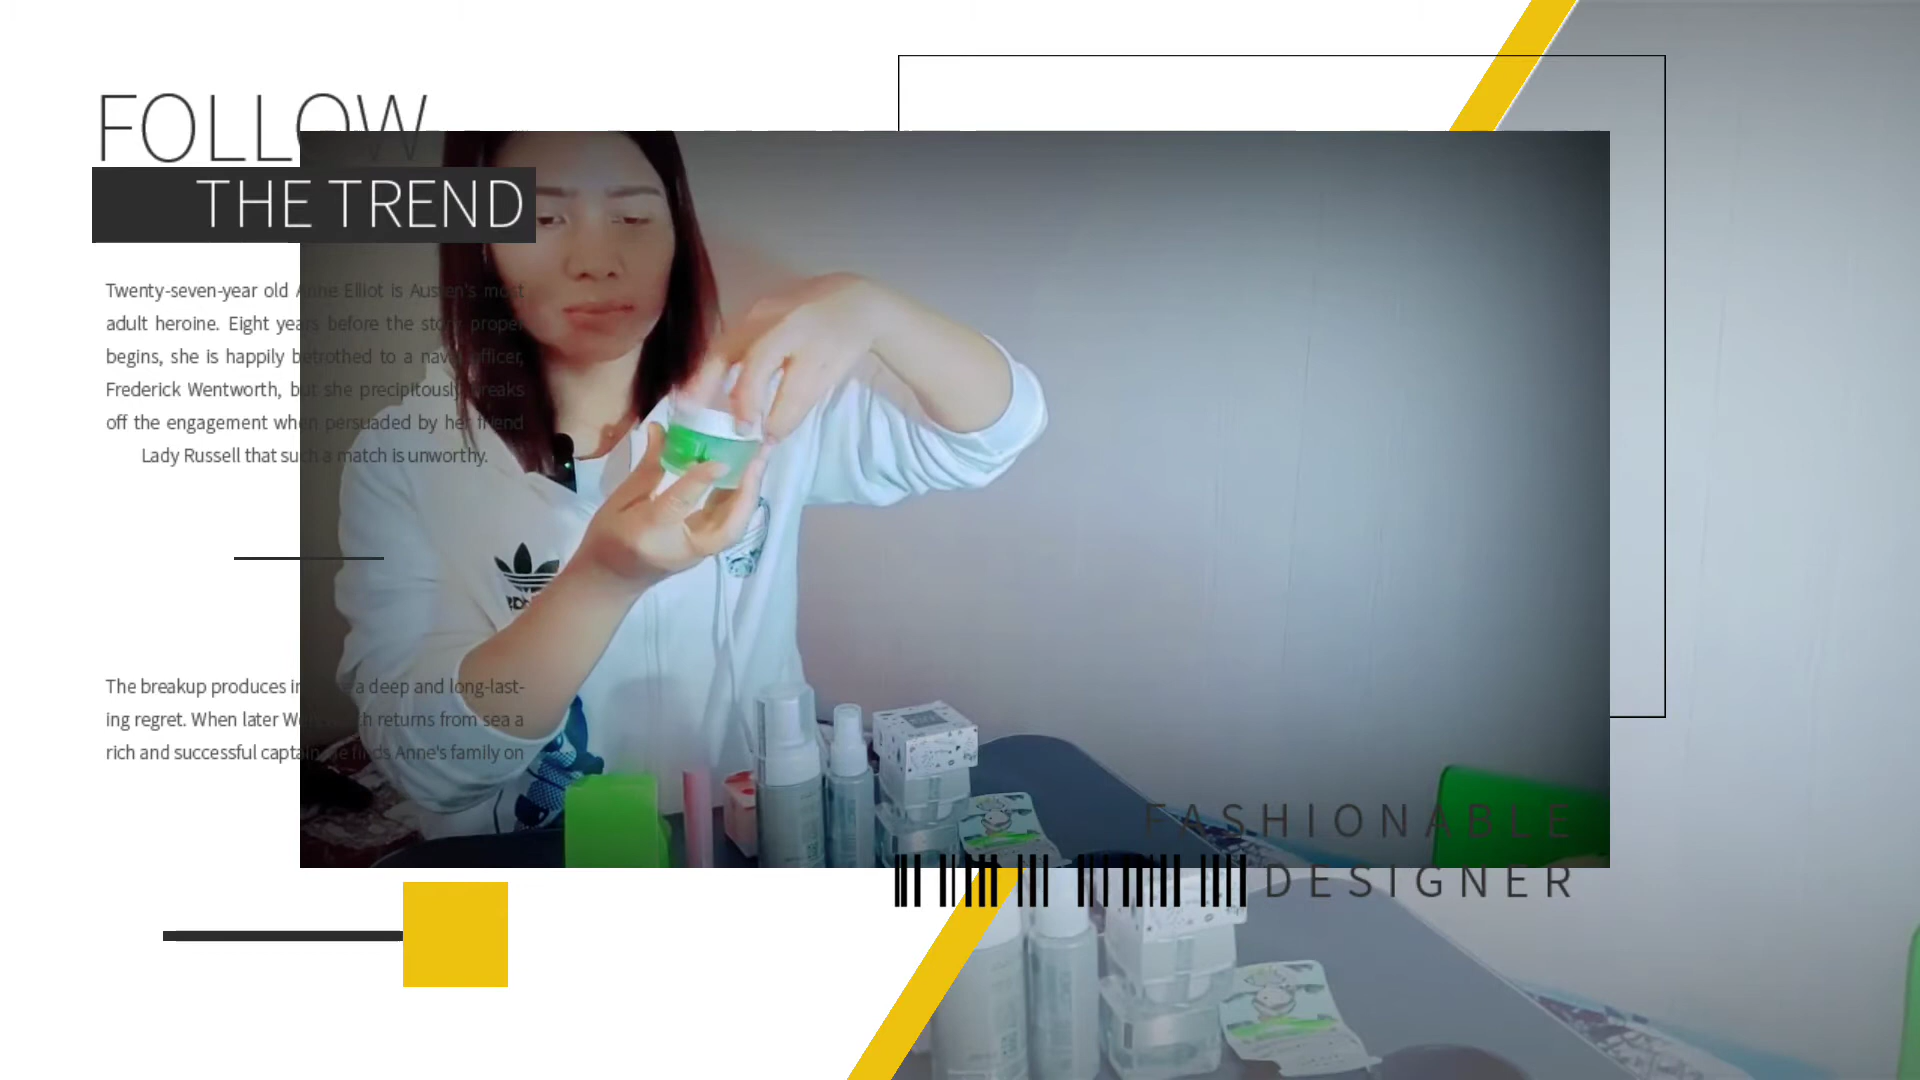 FOLLOW
THE TREND
Twenty-seven-year old Anne Elliot is Austen's most
adult heroine. Eight years before the story proper
begins, she is happily betrothed to a naval officer,
Frederick Wentworth, but she precipitously breaks
off the engagement when persuaded by her friend
Lady Russell that such a match is unworthy.
The breakup produces in Anne a deep and long-last-
ing regret. When later Wentworth returns from sea a
rich and successful captain he finds Anne's family on
FASHIONABLE
DESIGNER